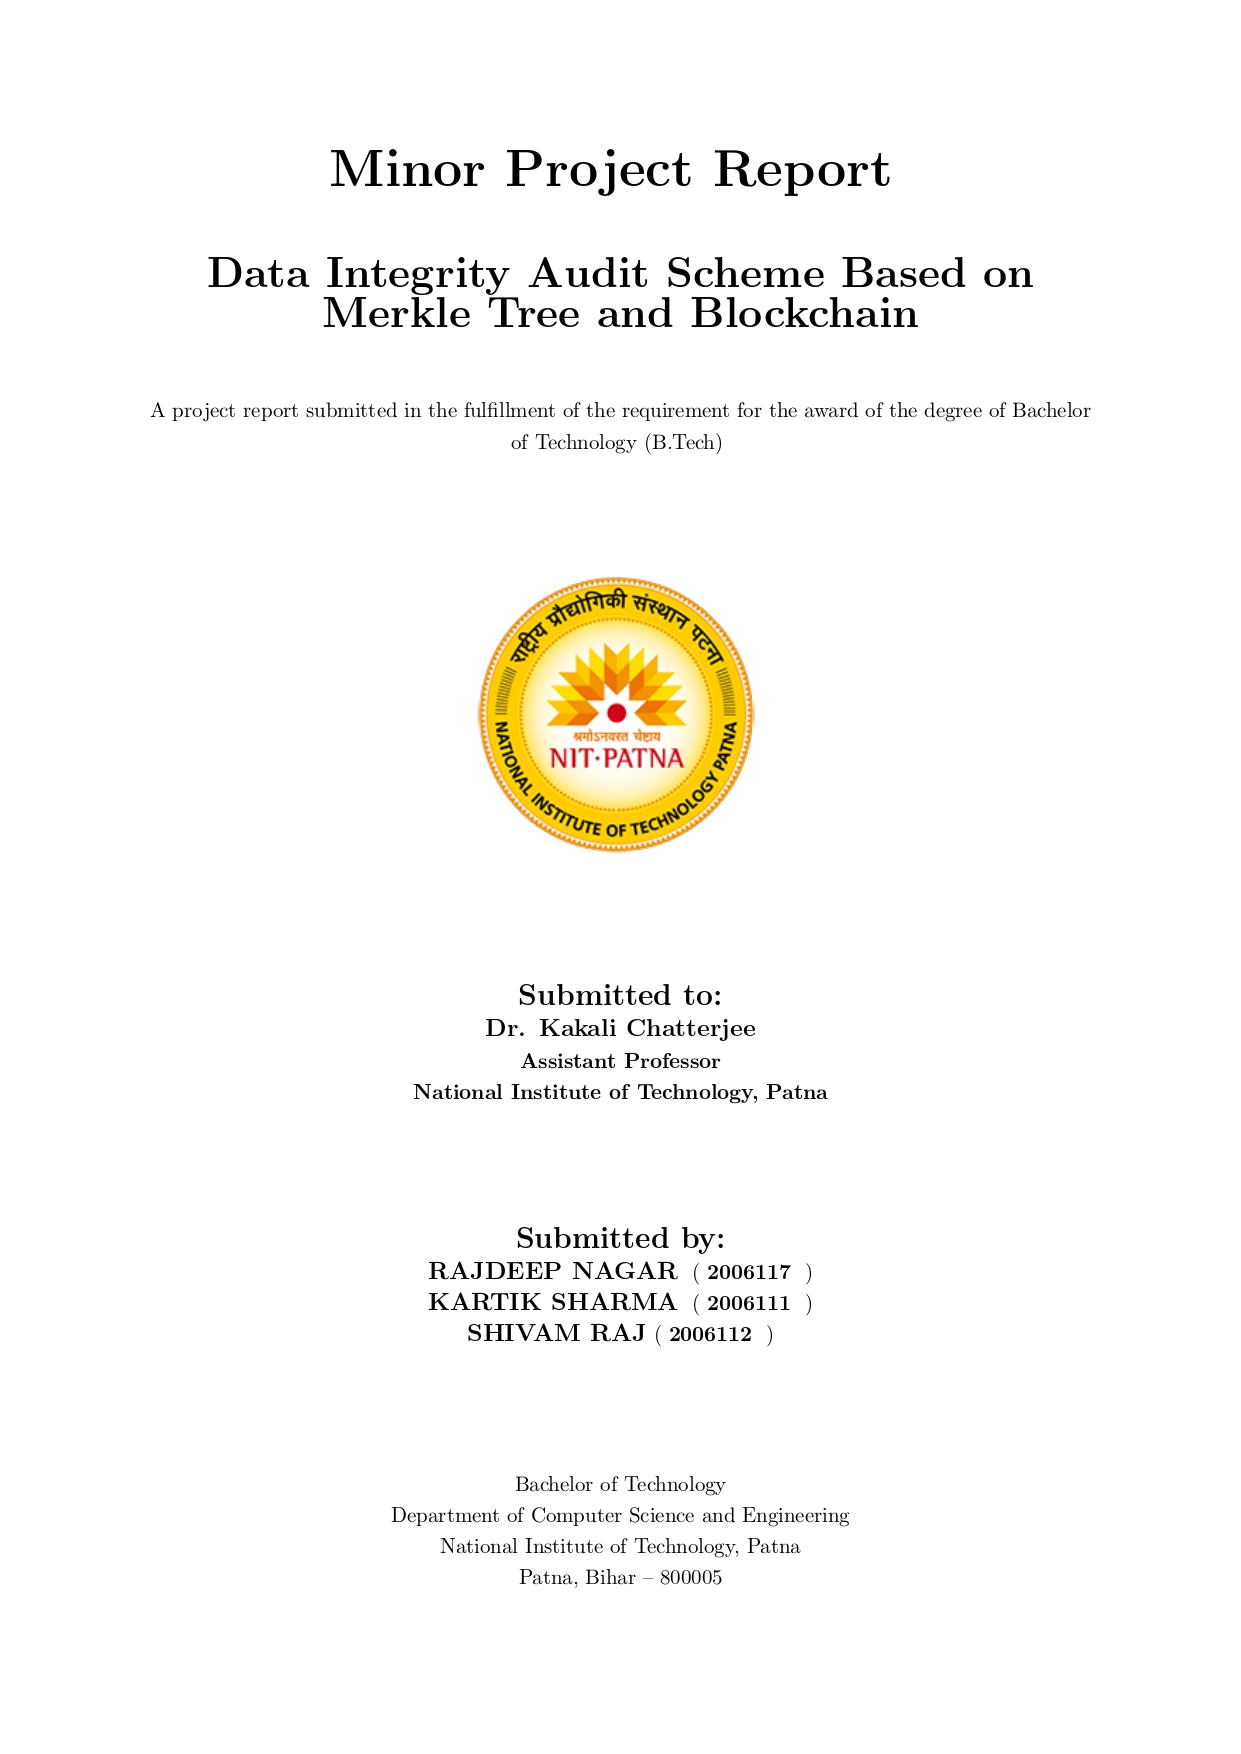 Minor Project Report
Data Integrity Audit Scheme Based on
Merkle Tree and Blockchain
A project report submitted in the fulfillment of the requirement for the award of the degree of Bachelor
of Technology (B.Tech)
राष्ट्रीय प्रौद्योगिकी संस्थान पटना
श्रमोऽनवरत चेष्टाय
NIT·PATNA
NATIONAL INSTITUTE OF TECHNOLOGY PATNA
Submitted to:
Dr. Kakali Chatterjee
Assistant Professor
National Institute of Technology, Patna
Submitted by:
RAJDEEP NAGAR ( 2006117 )
KARTIK SHARMA ( 2006111 )
SHIVAM RAJ ( 2006112 )
Bachelor of Technology
Department of Computer Science and Engineering
National Institute of Technology, Patna
Patna, Bihar – 800005